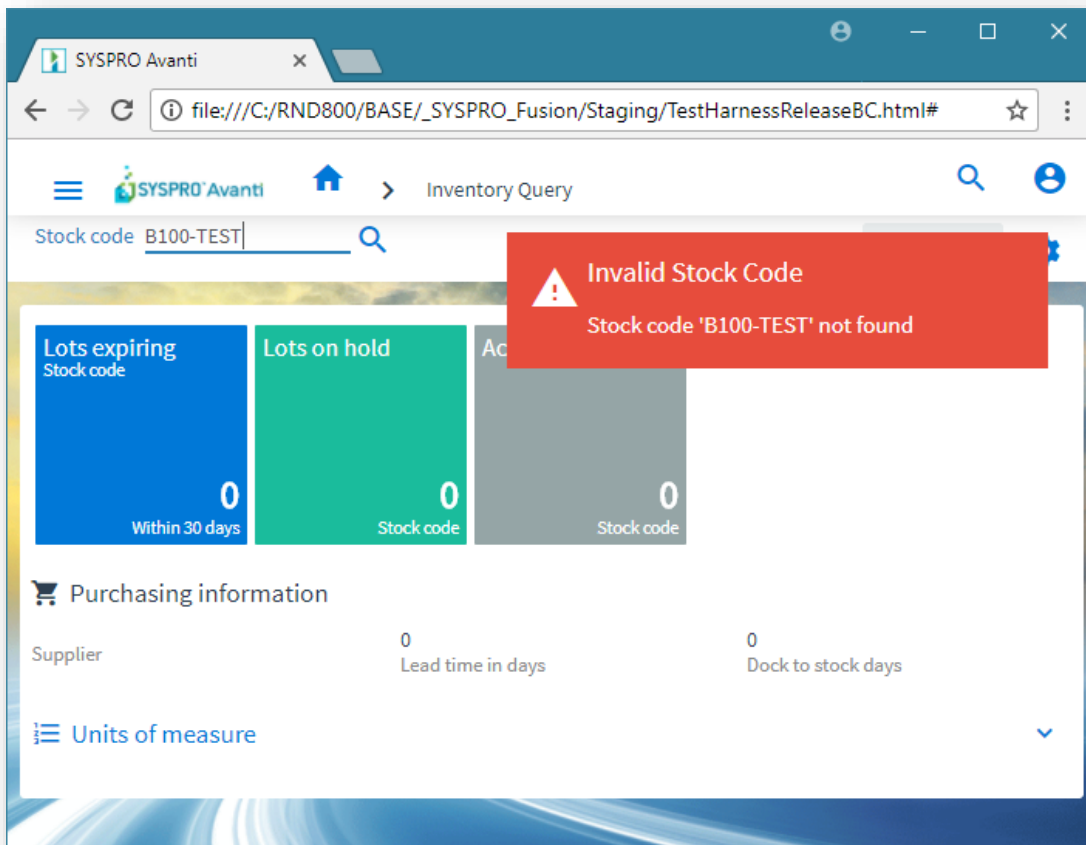 SYSPRO Avanti
file:///C:/RND800/BASE/_SYSPRO_Fusion/Staging/TestHarnessReleaseBC.html#
SYSPRO Avanti
Inventory Query
Stock code B100-TEST
Invalid Stock Code
Stock code 'B100-TEST' not found
Lots expiring
Stock code
0
Within 30 days
Lots on hold
0
Stock code
Ac
0
Stock code
Purchasing information
Supplier
0
Lead time in days
0
Dock to stock days
Units of measure